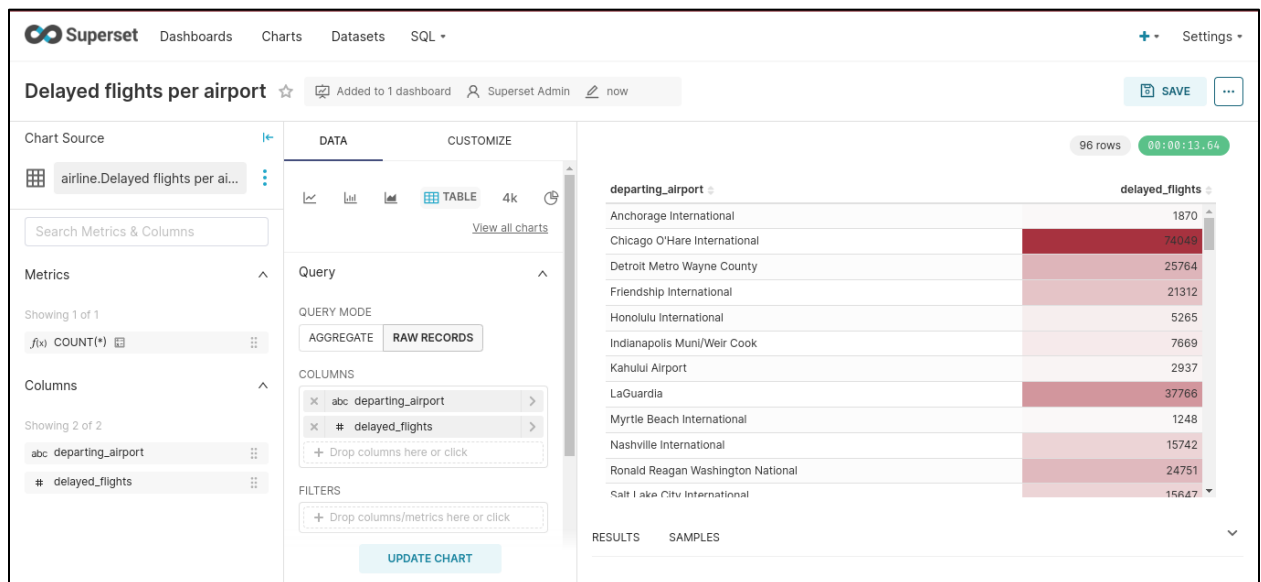 Superset Dashboards Charts Datasets SQL + Settings
Delayed flights per airport Added to 1 dashboard Superset Admin now SAVE ...
Chart Source
airline.Delayed flights per ai...
Search Metrics & Columns
Metrics
Showing 1 of 1
f(x) COUNT(*)
Columns
Showing 2 of 2
abc departing_airport
# delayed_flights
DATA CUSTOMIZE
TABLE 4k
View all charts
Query
QUERY MODE
AGGREGATE RAW RECORDS
COLUMNS
× abc departing_airport >
× # delayed_flights >
+ Drop columns here or click
FILTERS
+ Drop columns/metrics here or click
UPDATE CHART
96 rows 00:00:13.64
departing_airport delayed_flights
Anchorage International 1870
Chicago O'Hare International 74049
Detroit Metro Wayne County 25764
Friendship International 21312
Honolulu International 5265
Indianapolis Muni/Weir Cook 7669
Kahului Airport 2937
LaGuardia 37766
Myrtle Beach International 1248
Nashville International 15742
Ronald Reagan Washington National 24751
Salt Lake City International 15647
RESULTS SAMPLES